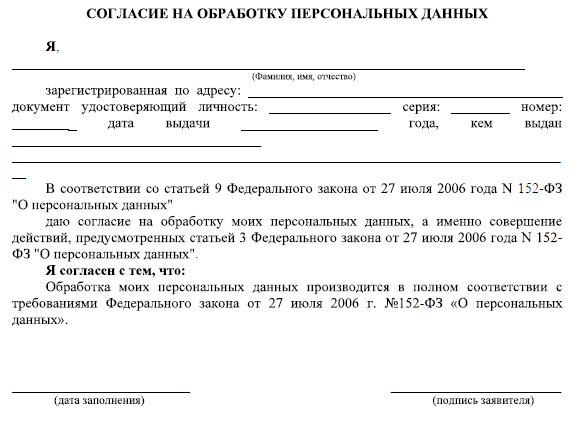 СОГЛАСИЕ НА ОБРАБОТКУ ПЕРСОНАЛЬНЫХ ДАННЫХ
Я,
(Фамилия, имя, отчество)
зарегистрированная по адресу:
документ удостоверяющий личность: серия: номер:
дата выдачи года, кем выдан
В соответствии со статьей 9 Федерального закона от 27 июля 2006 года N 152-ФЗ
"О персональных данных"
даю согласие на обработку моих персональных данных, а именно совершение
действий, предусмотренных статьей 3 Федерального закона от 27 июля 2006 года N 152-
ФЗ "О персональных данных".
Я согласен с тем, что:
Обработка моих персональных данных производится в полном соответствии с
требованиями Федерального закона от 27 июля 2006 г. №152-ФЗ «О персональных
данных».
(дата заполнения) (подпись заявителя)